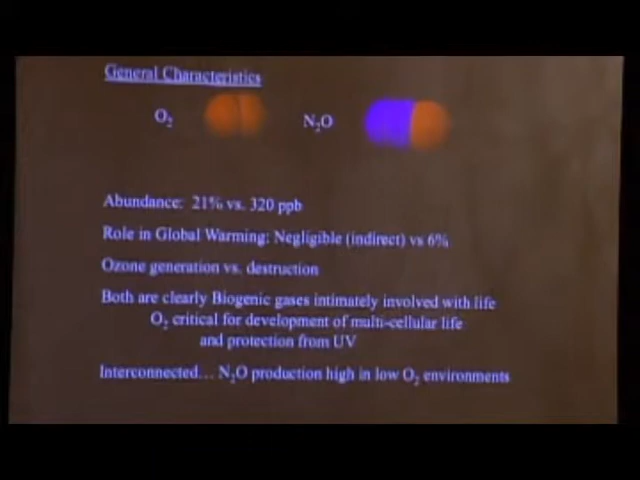 General Characteristics
O₂ N₂O
Abundance: 21% vs. 320 ppb
Role in Global Warming: Negligible (indirect) vs 6%
Ozone generation vs. destruction
Both are clearly Biogenic gases intimately involved with life
O₂ critical for development of multi-cellular life
and protection from UV
Interconnected… N₂O production high in low O₂ environments